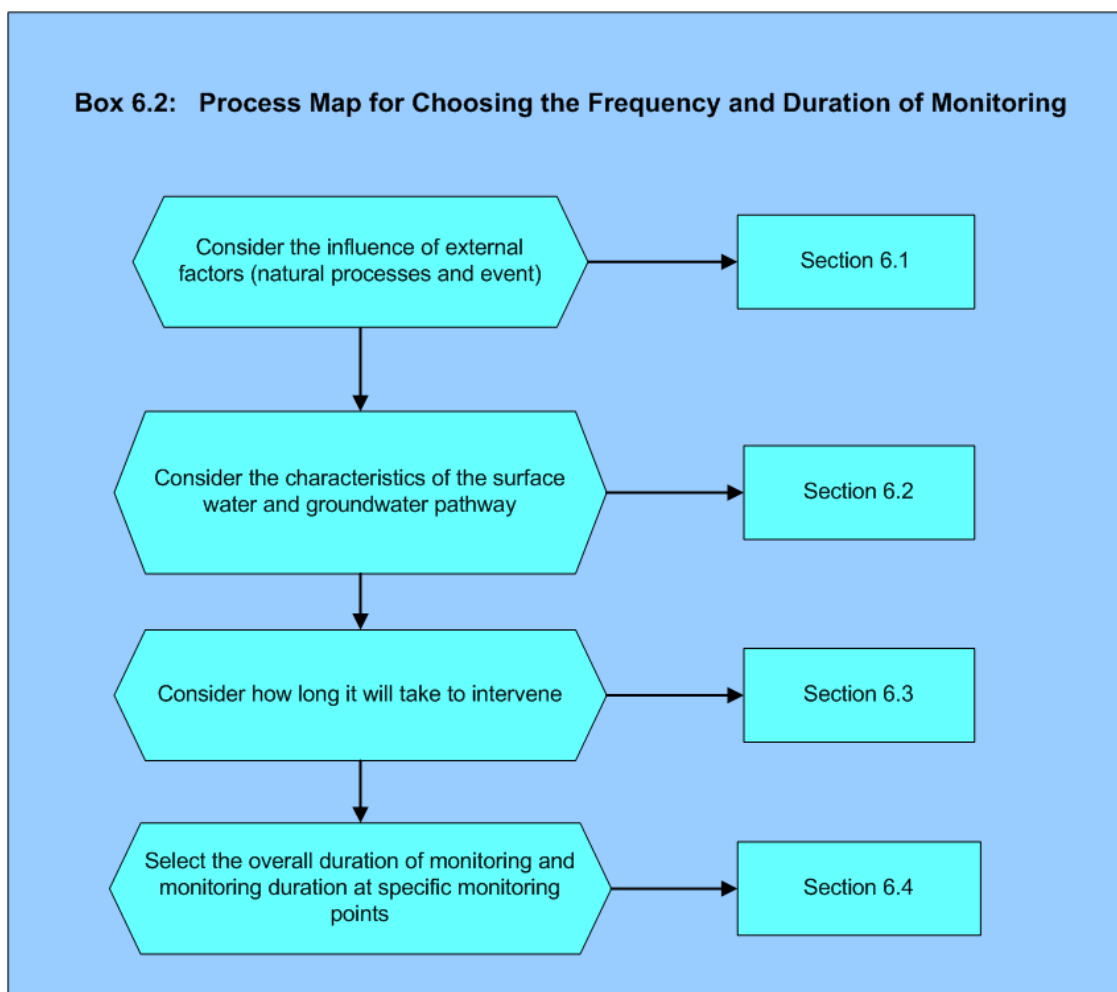 Box 6.2:   Process Map for Choosing the Frequency and Duration of Monitoring
Consider the influence of external
factors (natural processes and event)
Section 6.1
Consider the characteristics of the surface
water and groundwater pathway
Section 6.2
Consider how long it will take to intervene
Section 6.3
Select the overall duration of monitoring and
monitoring duration at specific monitoring
points
Section 6.4